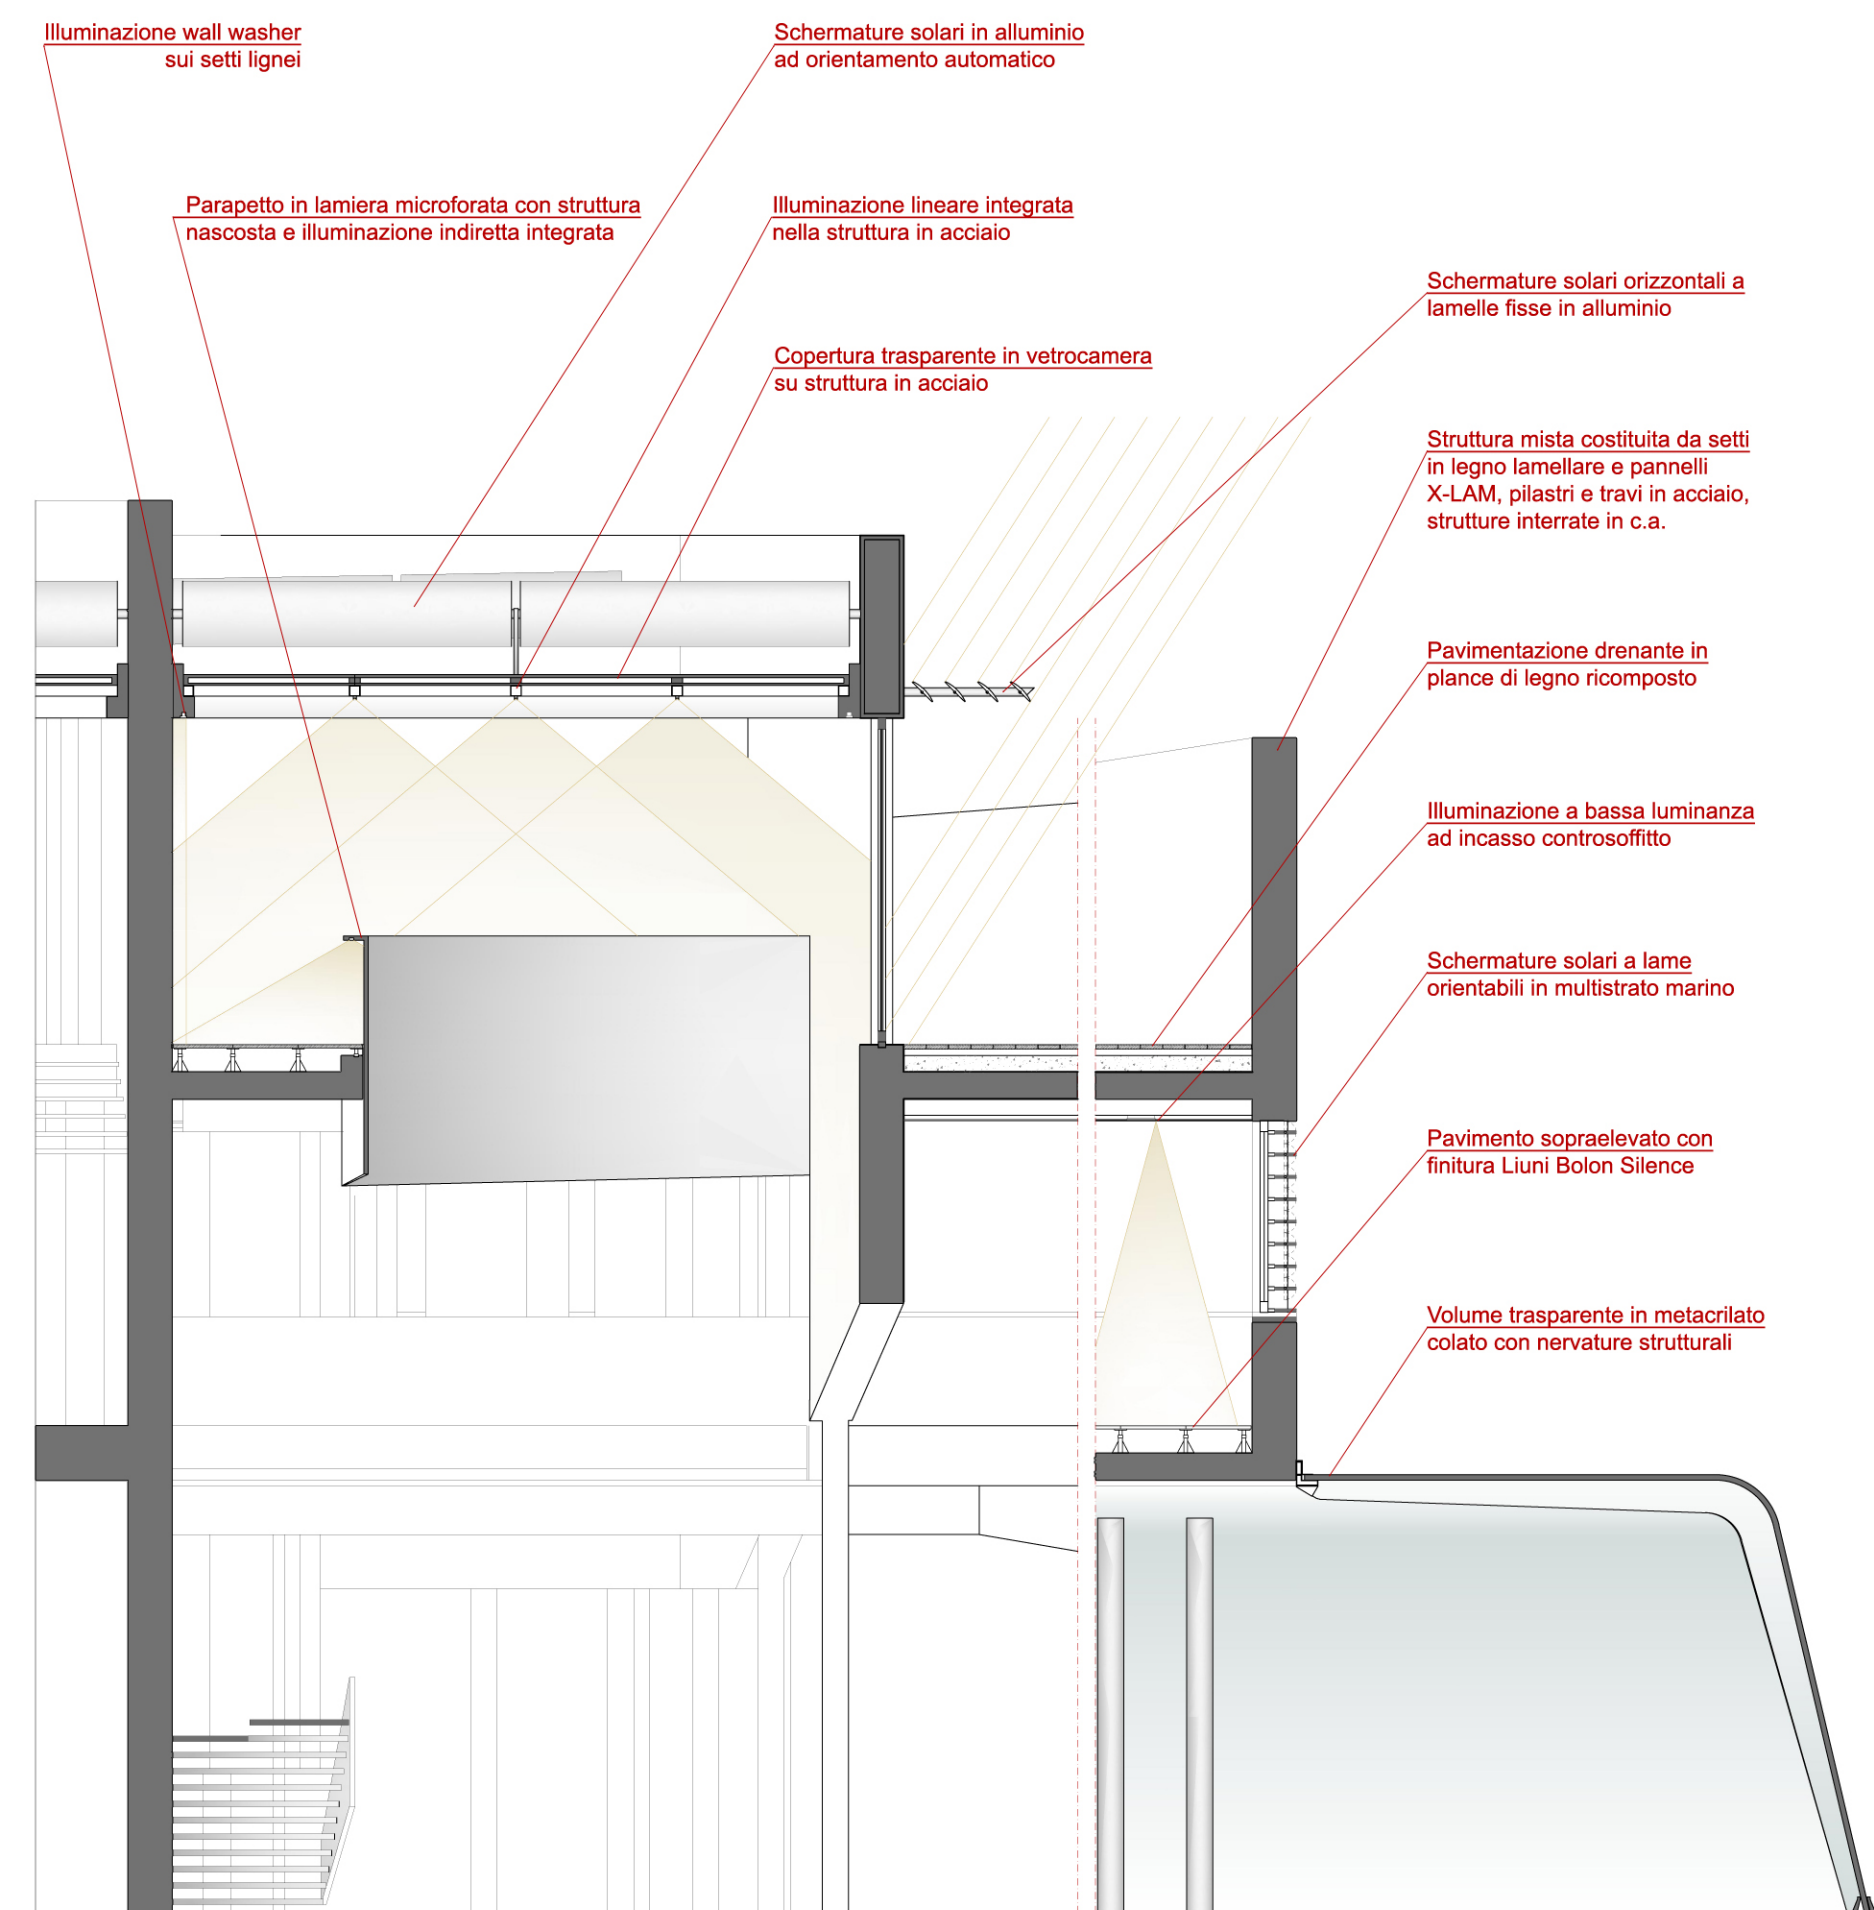 Illuminazione wall washer
sui setti lignei
Schermature solari in alluminio
ad orientamento automatico
Parapetto in lamiera microforata con struttura
nascosta e illuminazione indiretta integrata
Illuminazione lineare integrata
nella struttura in acciaio
Schermature solari orizzontali a
lamelle fisse in alluminio
Copertura trasparente in vetrocamera
su struttura in acciaio
Struttura mista costituita da setti
in legno lamellare e pannelli
X-LAM, pilastri e travi in acciaio,
strutture interrate in c.a.
Pavimentazione drenante in
plance di legno ricomposto
Illuminazione a bassa luminanza
ad incasso controsoffitto
Schermature solari a lame
orientabili in multistrato marino
Pavimento sopraelevato con
finitura Liuni Bolon Silence
Volume trasparente in metacrilato
colato con nervature strutturali